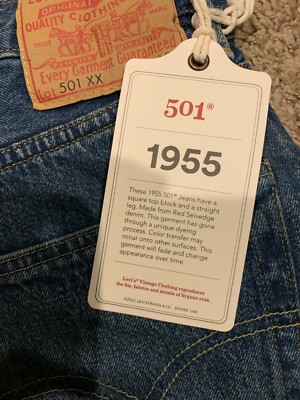 ORIGINAL
QUALITY CLOTHING
TRADE
MARK
Every Garment Guaranteed
Lot 501 XX
501®
1955
These 1955 501® Jeans have a
square top block and a straight
leg. Made from Red Selvedge
denim. This garment has gone
through a unique dyeing
process. Color transfer may
occur onto other surfaces. This
garment will fade and change
appearance over time.
Levi's® Vintage Clothing reproduces
the fits, fabrics and details of bygone eras.